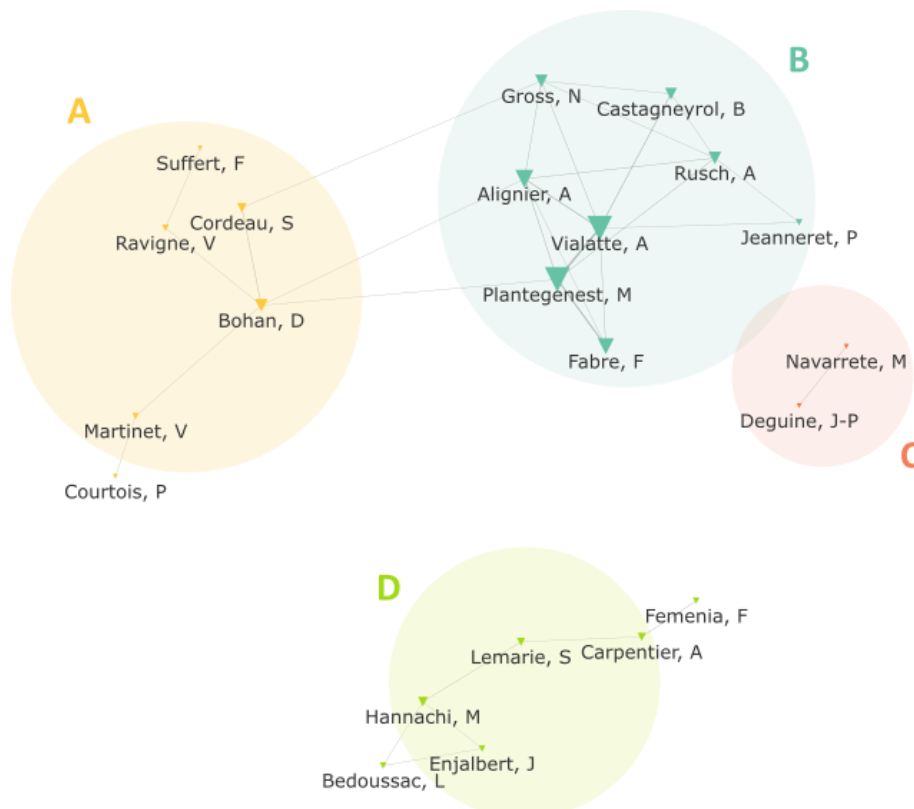 A
Suffert, F
Cordeau, S
Ravigne, V
Bohan, D
Martinet, V
Courtois, P
B
Gross, N
Castagneyrol, B
Rusch, A
Alignier, A
Vialatte, A
Jeanneret, P
Plantegenest, M
Fabre, F
Navarrete, M
Deguine, J-P
C
D
Femenia, F
Lemarie, S
Carpentier, A
Hannachi, M
Enjalbert, J
Bedoussac, L